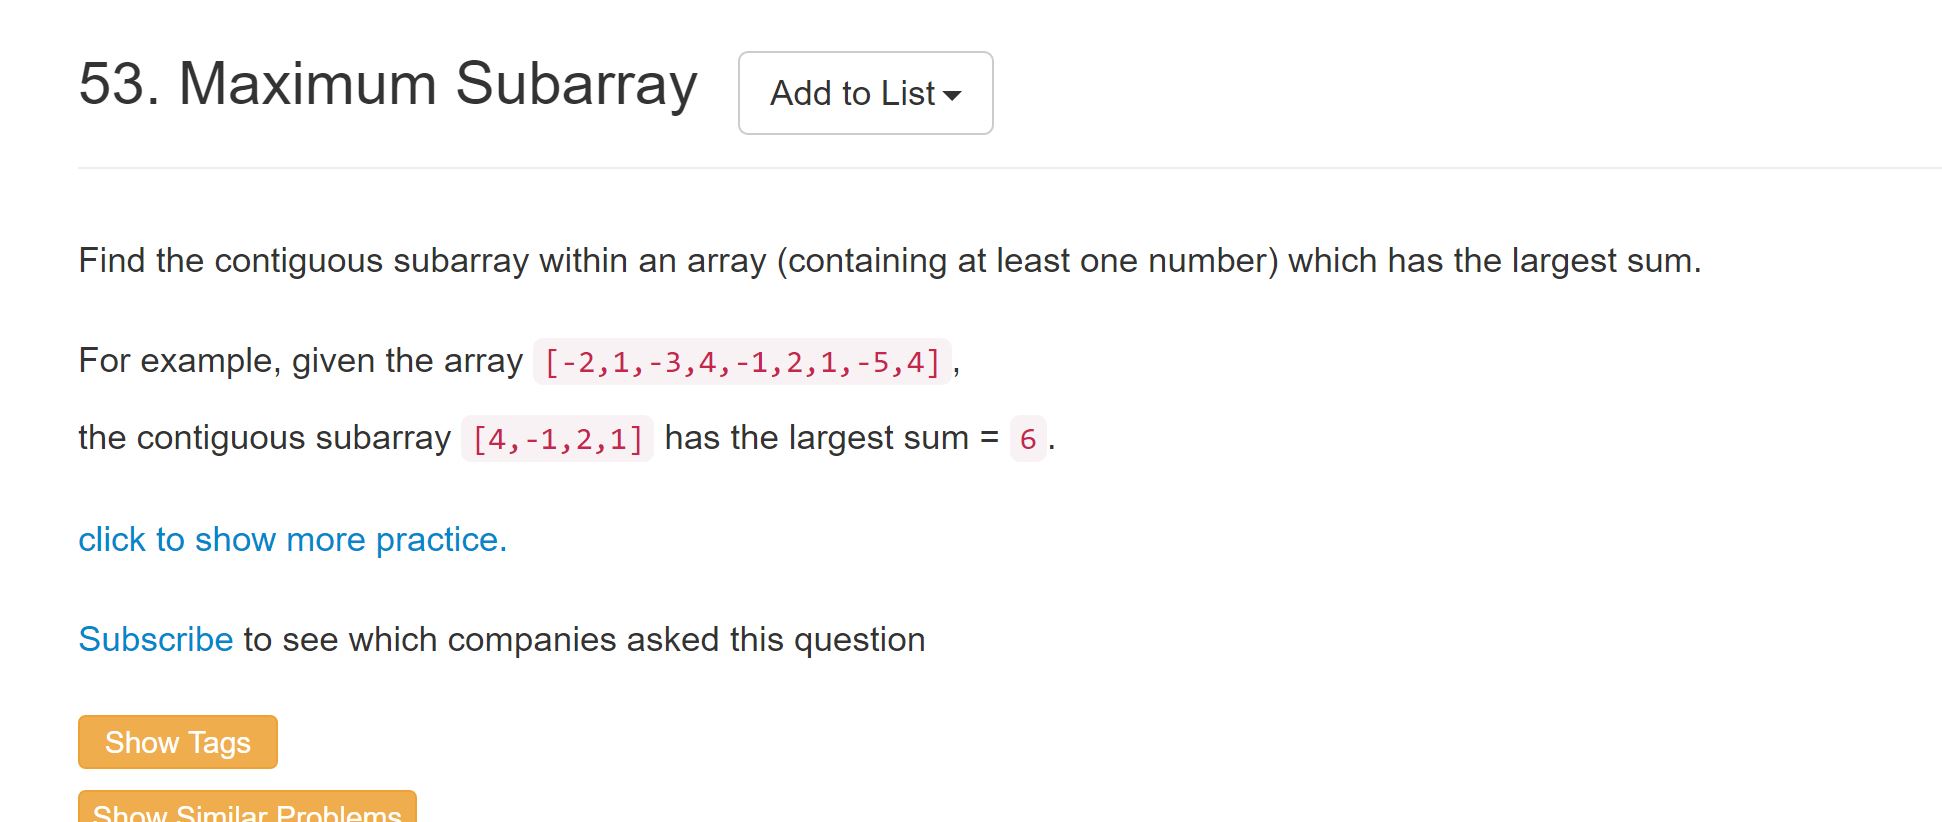 53. Maximum Subarray
Add to List
Find the contiguous subarray within an array (containing at least one number) which has the largest sum.
For example, given the array [-2,1,-3,4,-1,2,1,-5,4],
the contiguous subarray [4,-1,2,1] has the largest sum = 6.
click to show more practice.
Subscribe to see which companies asked this question
Show Tags
Show Similar Problems